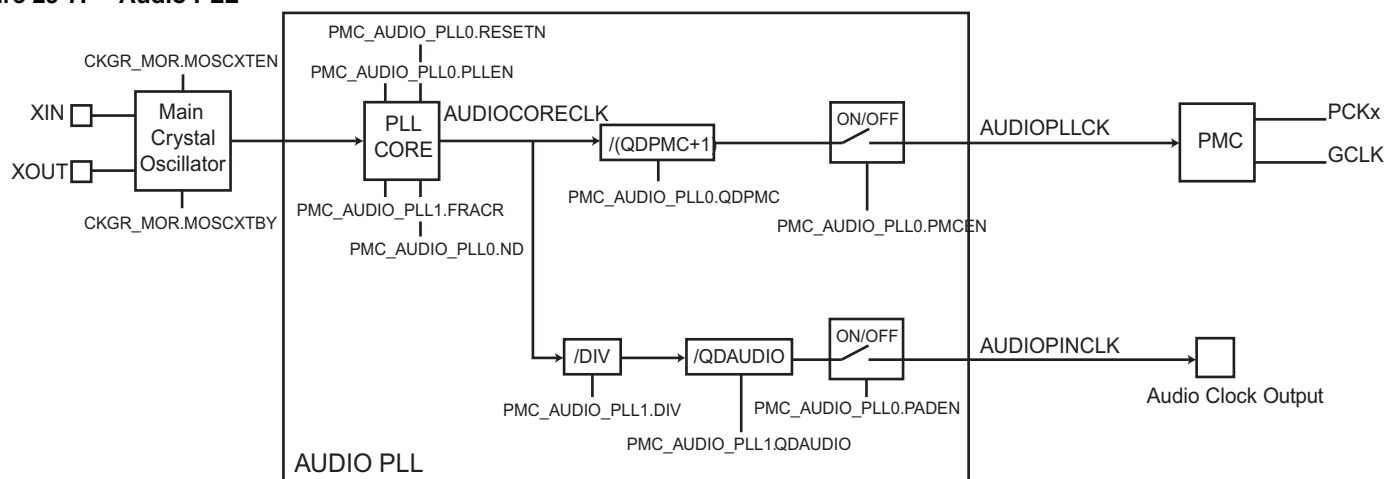 PMC_AUDIO_PLL0.RESETN
CKGR_MOR.MOSCXTEN
PMC_AUDIO_PLL0.PLLEN
XIN
XOUT
Main
Crystal
Oscillator
CKGR_MOR.MOSCXTBY
PLL
CORE
AUDIOCORECLK
PMC_AUDIO_PLL1.FRACR
PMC_AUDIO_PLL0.ND
/(QDPMC+1)
PMC_AUDIO_PLL0.QDPMC
ON/OFF
PMC_AUDIO_PLL0.PMCEN
AUDIOPLLCK
PMC
PCKx
GCLK
/DIV
PMC_AUDIO_PLL1.DIV
/QDAUDIO
PMC_AUDIO_PLL1.QDAUDIO
ON/OFF
PMC_AUDIO_PLL0.PADEN
AUDIOPINCLK
Audio Clock Output
AUDIO PLL